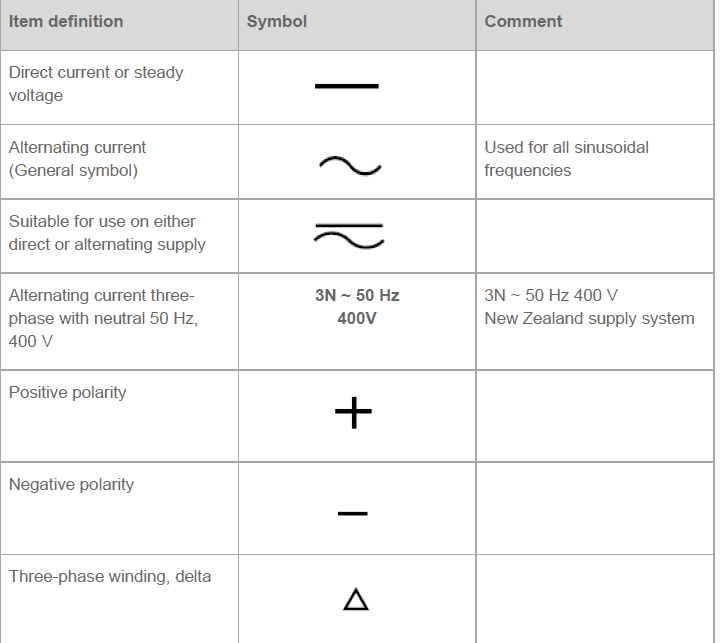 Item definition
Symbol
Comment
Direct current or steady
voltage
Alternating current
(General symbol)
Used for all sinusoidal
frequencies
Suitable for use on either
direct or alternating supply
Alternating current three-
phase with neutral 50 Hz,
400 V
3N ~ 50 Hz
400V
3N ~ 50 Hz 400 V
New Zealand supply system
Positive polarity
Negative polarity
Three-phase winding, delta